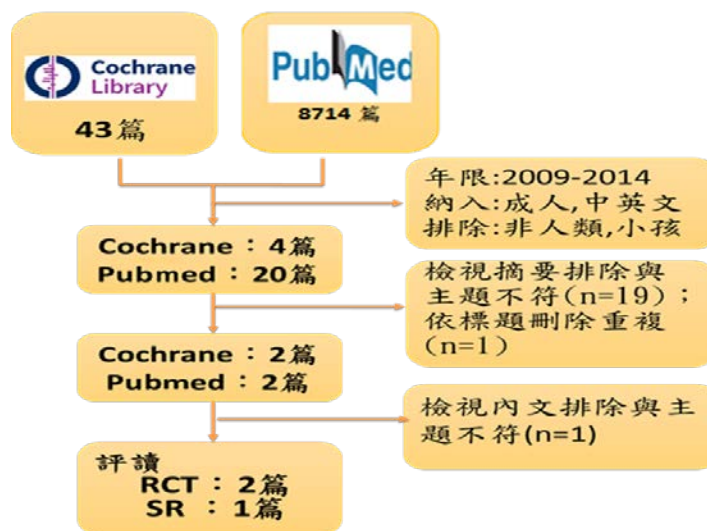 Cochrane
Library
43篇
PubMed
8714 篇
年限:2009-2014
納入:成人,中英文
排除:非人類,小孩
Cochrane：4篇
Pubmed：20篇
檢視摘要排除與
主題不符(n=19)；
依標題刪除重複
(n=1)
Cochrane：2篇
Pubmed：2篇
檢視內文排除與主
題不符(n=1)
評讀
RCT：2篇
SR：1篇